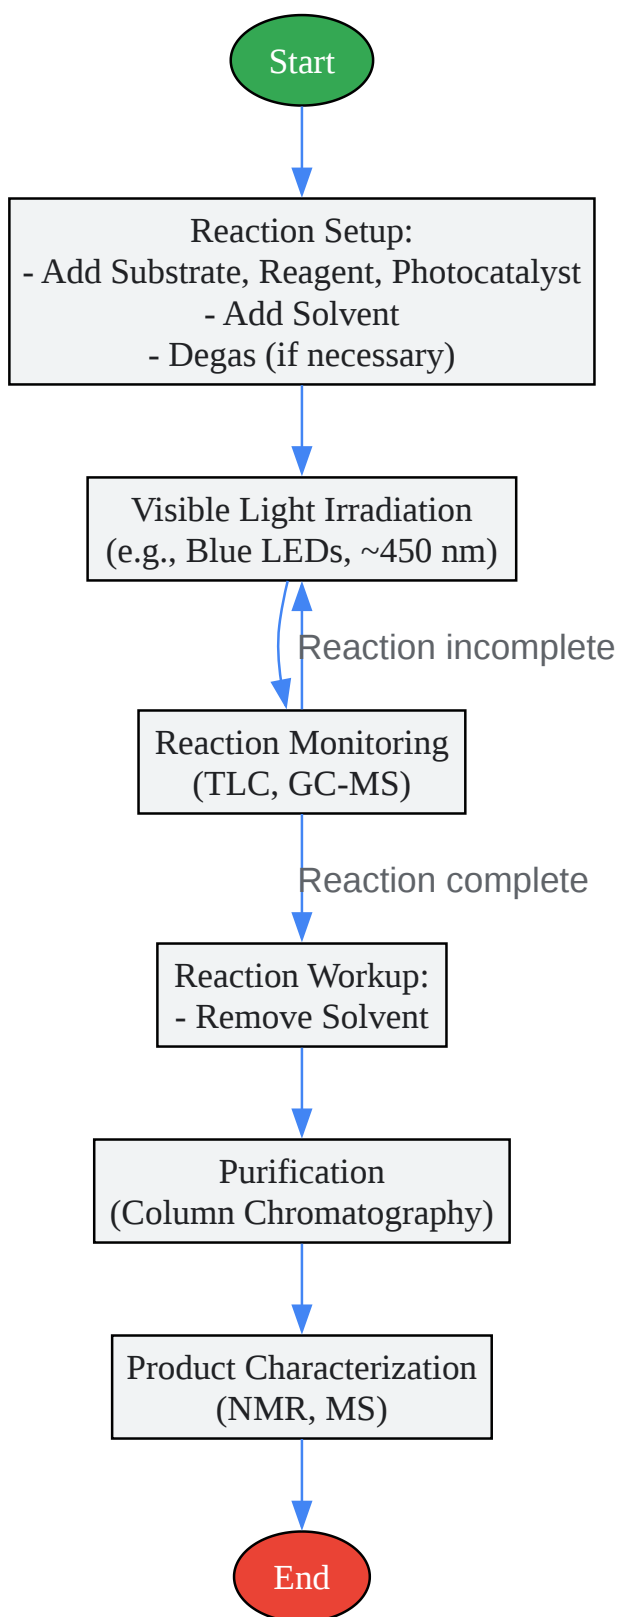 Start
Reaction Setup:
- Add Substrate, Reagent, Photocatalyst
- Add Solvent
- Degas (if necessary)
Visible Light Irradiation
(e.g., Blue LEDs, ~450 nm)
Reaction incomplete
Reaction Monitoring
(TLC, GC-MS)
Reaction complete
Reaction Workup:
- Remove Solvent
Purification
(Column Chromatography)
Product Characterization
(NMR, MS)
End